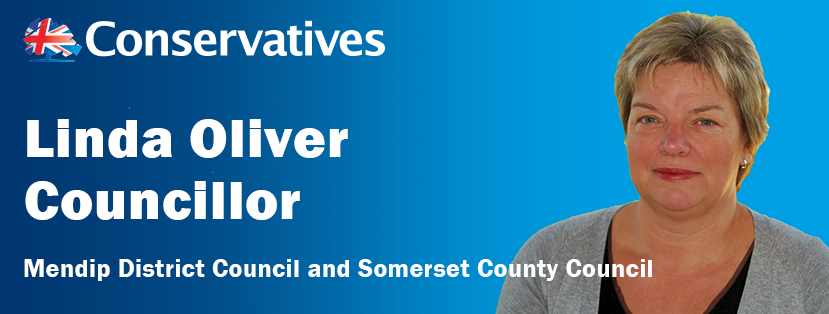 Conservatives
Linda Oliver
Councillor
Mendip District Council and Somerset County Council